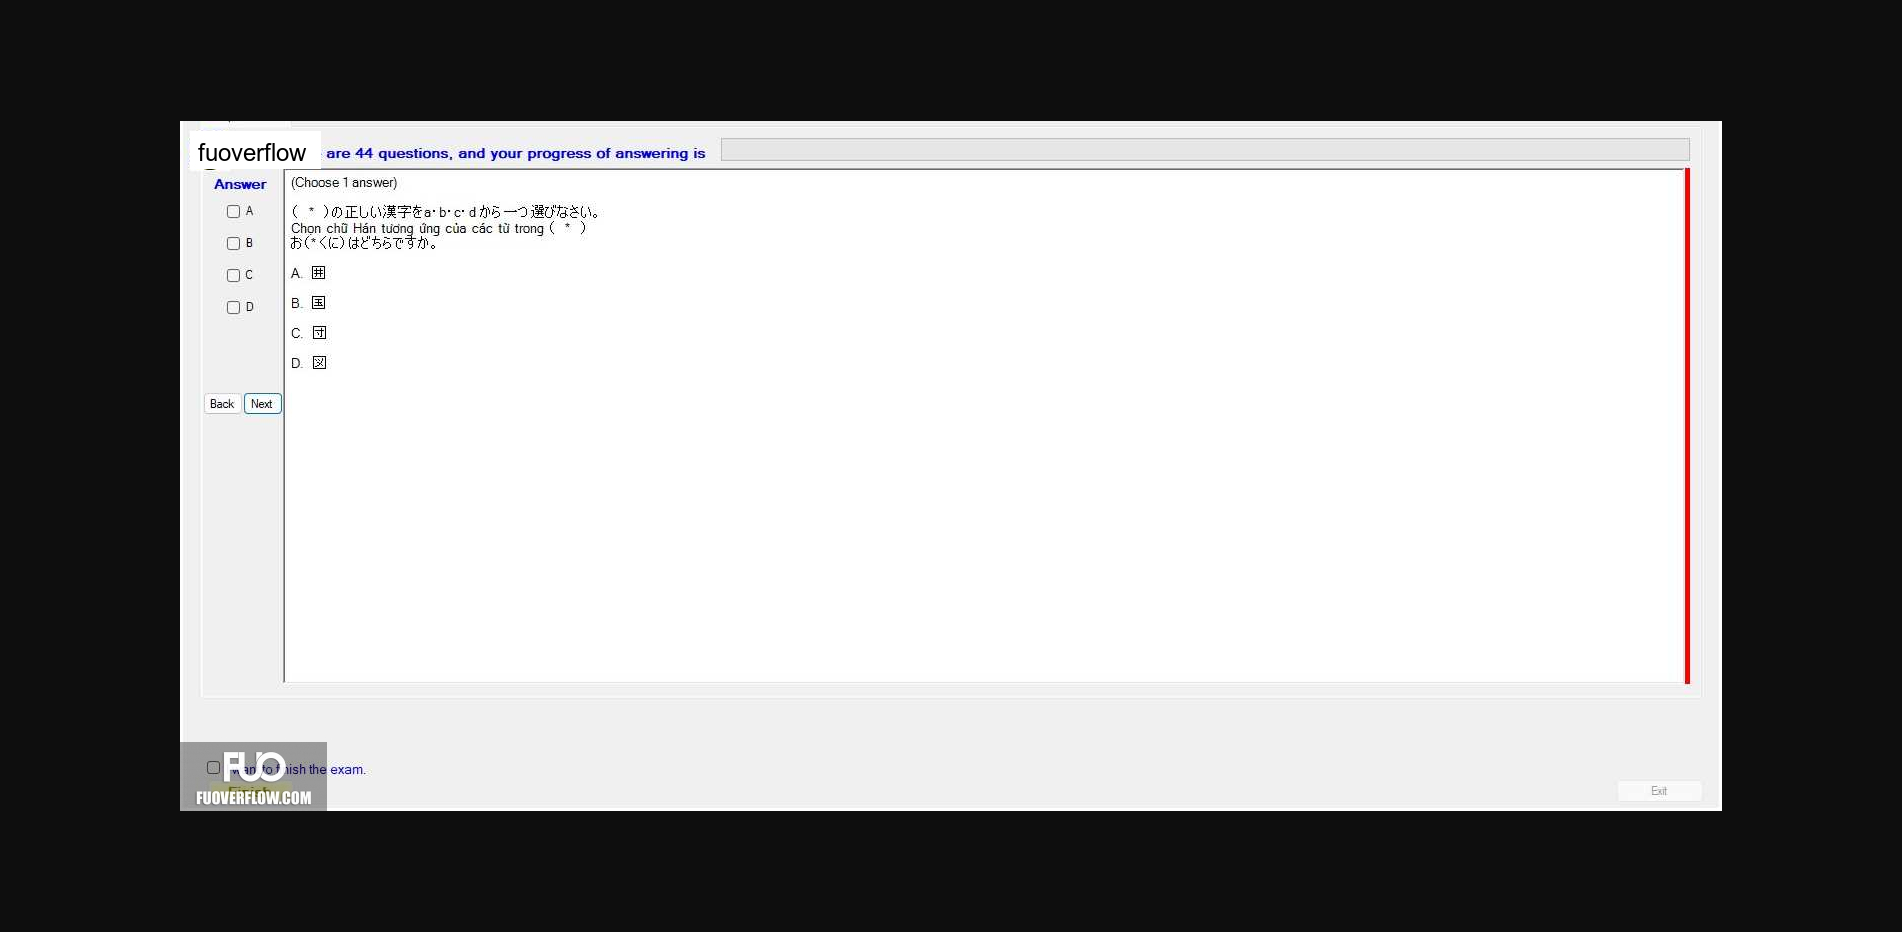 fuoverflow are 44 questions, and your progress of answering is
Answer
(Choose 1 answer)
A
( * )の正しい漢字をa・b・c・dから一つ選びなさい。
Chọn chữ Hán tương ứng của các từ trong ( * )
B
お(*くに)はどちらですか。
C
A. 囲
D
B. 国
C. 団
D. 図
Back Next
FUO
to finish the exam.
FUOVERFLOW.COM
Exit